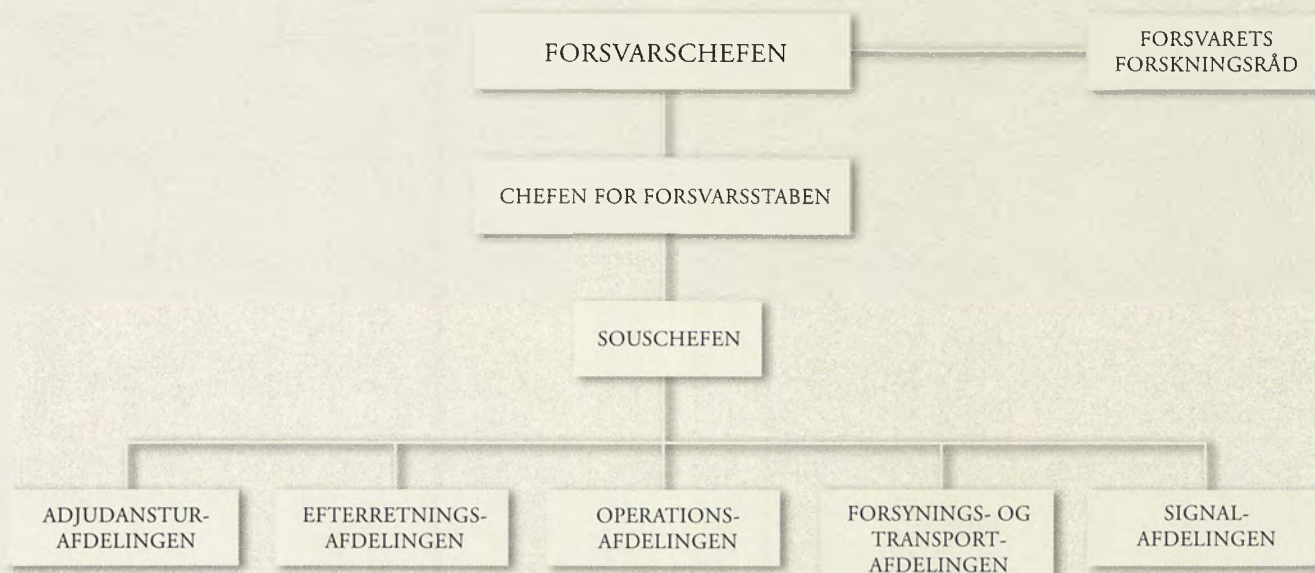 FORSVARSCHEFEN
FORSVARETS
FORSKNINGSRÅD
CHEFEN FOR FORSVARSSTABEN
SOUSCHEFEN
ADJUDANSTUR-
AFDELINGEN
EFTERRETNINGS-
AFDELINGEN
OPERATIONS-
AFDELINGEN
FORSYNINGS- OG
TRANSPORT-
AFDELINGEN
SIGNAL-
AFDELINGEN